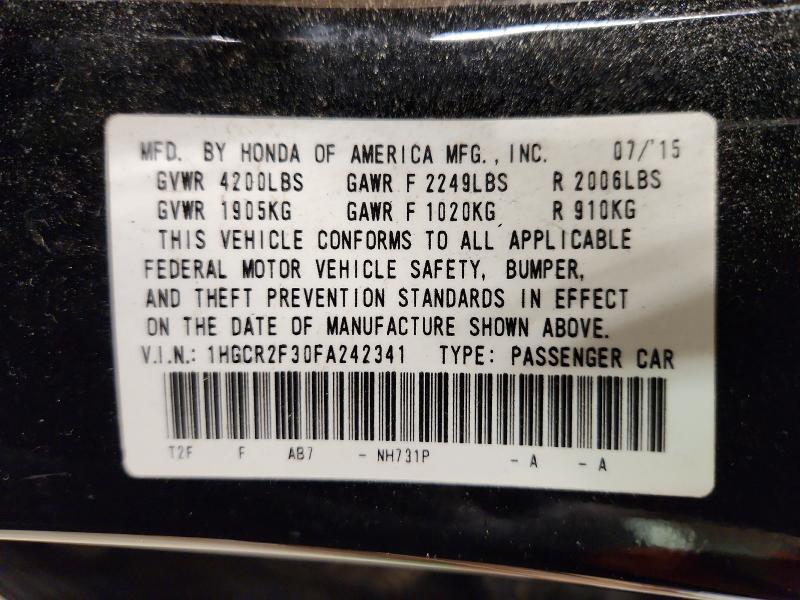 MFD. BY HONDA OF AMERICA MFG., INC. 07/'15
GVWR 4200LBS GAWR F 2249LBS R 2006LBS
GVWR 1905KG GAWR F 1020KG R 910KG
THIS VEHICLE CONFORMS TO ALL APPLICABLE
FEDERAL MOTOR VEHICLE SAFETY, BUMPER,
AND THEFT PREVENTION STANDARDS IN EFFECT
ON THE DATE OF MANUFACTURE SHOWN ABOVE.
V.I.N.: 1HGCR2F30FA242341 TYPE: PASSENGER CAR
T2F F AB7 - NH731P - A - A